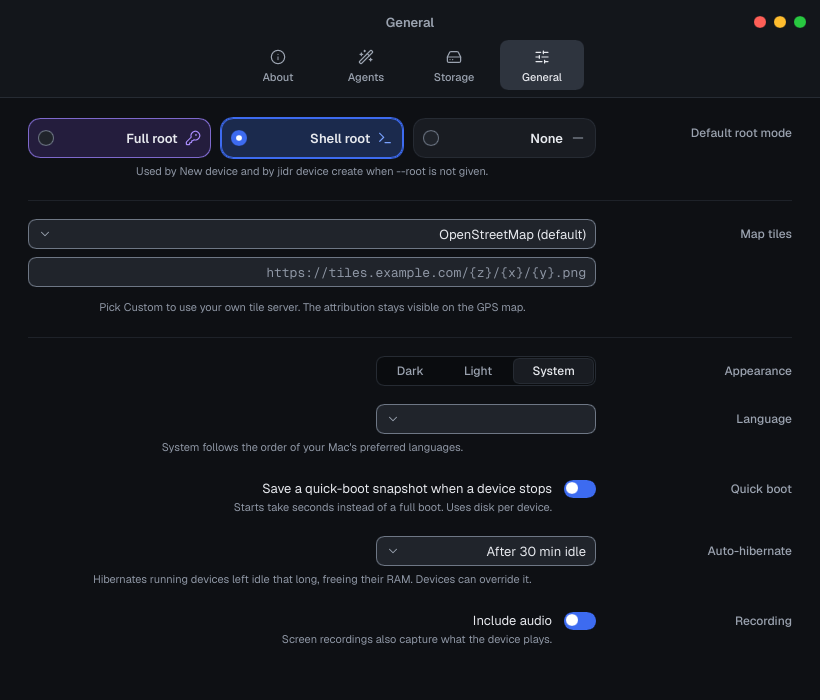 General
General
Storage
Agents
About
Default root mode
None
Shell root >_
Full root
Used by New device and by jidr device create when --root is not given.
Map tiles
OpenStreetMap (default)
https://tiles.example.com/{z}/{x}/{y}.png
Pick Custom to use your own tile server. The attribution stays visible on the GPS map.
Appearance
System
Light
Dark
Language
System follows the order of your Mac's preferred languages.
Quick boot
Save a quick-boot snapshot when a device stops
Starts take seconds instead of a full boot. Uses disk per device.
Auto-hibernate
After 30 min idle
Hibernates running devices left idle that long, freeing their RAM. Devices can override it.
Recording
Include audio
Screen recordings also capture what the device plays.